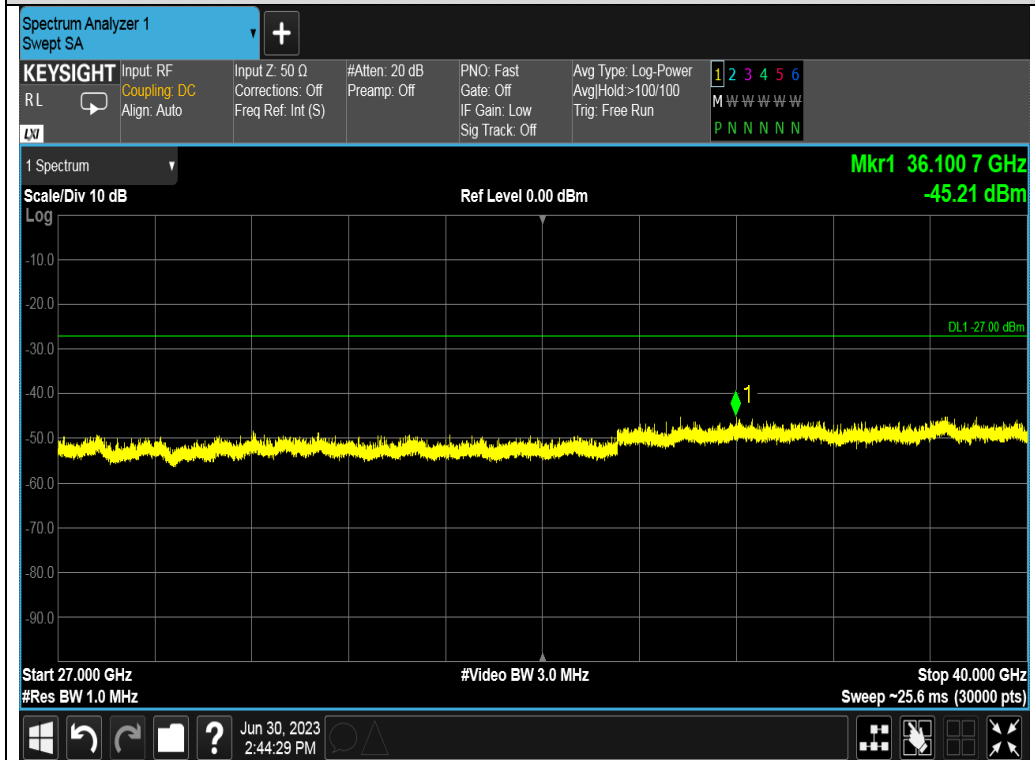 Spectrum Analyzer 1
Swept SA
KEYSIGHT
R L
LXI
Input: RF
Coupling: DC
Align: Auto
Input Z: 50 Ω
Corrections: Off
Freq Ref: Int (S)
#Atten: 20 dB
Preamp: Off
PNO: Fast
Gate: Off
IF Gain: Low
Sig Track: Off
Avg Type: Log-Power
Avg|Hold:>100/100
Trig: Free Run
1 2 3 4 5 6
M W W W W W
P N N N N N
1 Spectrum
Mkr1 36.100 7 GHz
Scale/Div 10 dB
Ref Level 0.00 dBm
-45.21 dBm
Log
-10.0
-20.0
DL1 -27.00 dBm
-30.0
-40.0
1
-50.0
-60.0
-70.0
-80.0
-90.0
Start 27.000 GHz
#Video BW 3.0 MHz
Stop 40.000 GHz
#Res BW 1.0 MHz
Sweep ~25.6 ms (30000 pts)
?
Jun 30, 2023
2:44:29 PM